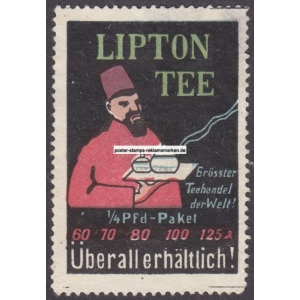 LIPTON
TEE
poster-stamps-reklamemarken.de
Grösster
Teehandel
der Welt!
1/4 Pfd-Paket
60 70 80 100 125 ₰
Überall erhältlich!